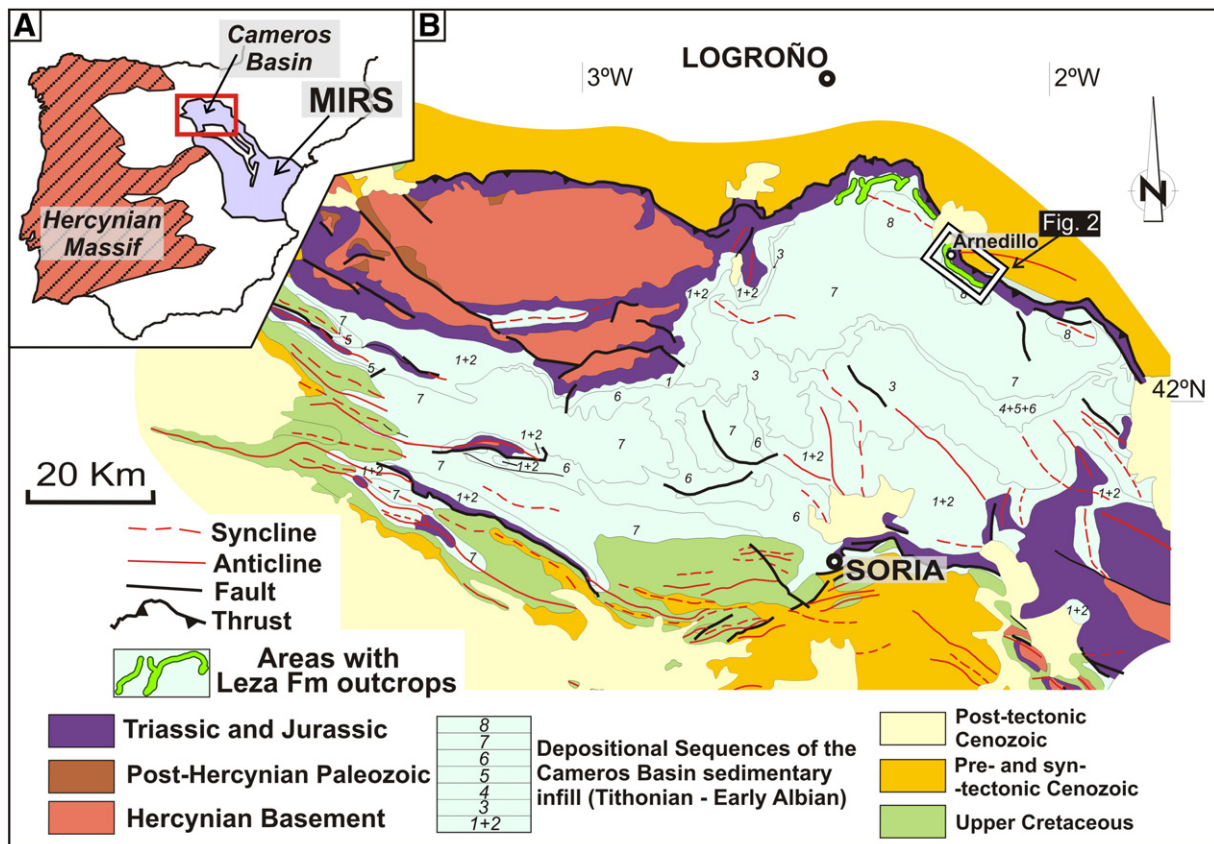 A
Cameros
Basin
MIRS
Hercynian
Massif
B
LOGROÑO
3ºW
2ºW
N
Fig. 2
Arnedillo
8
6
3
1+2
1+2
7
8
7
5
5
1+2
7
6
1
3
3
7
4+5+6
42ºN
7
6
1+2
7
1+2
1+2
6
7
6
1+2
1+2
7
1+2
7
6
7
1+2
1+2
SORIA
20 Km
Syncline
Anticline
Fault
Thrust
Areas with
Leza Fm outcrops
Triassic and Jurassic
Post-Hercynian Paleozoic
Hercynian Basement
8
7
6
5
4
3
1+2
Depositional Sequences of the
Cameros Basin sedimentary
infill (Tithonian - Early Albian)
Post-tectonic
Cenozoic
Pre- and syn-
-tectonic Cenozoic
Upper Cretaceous